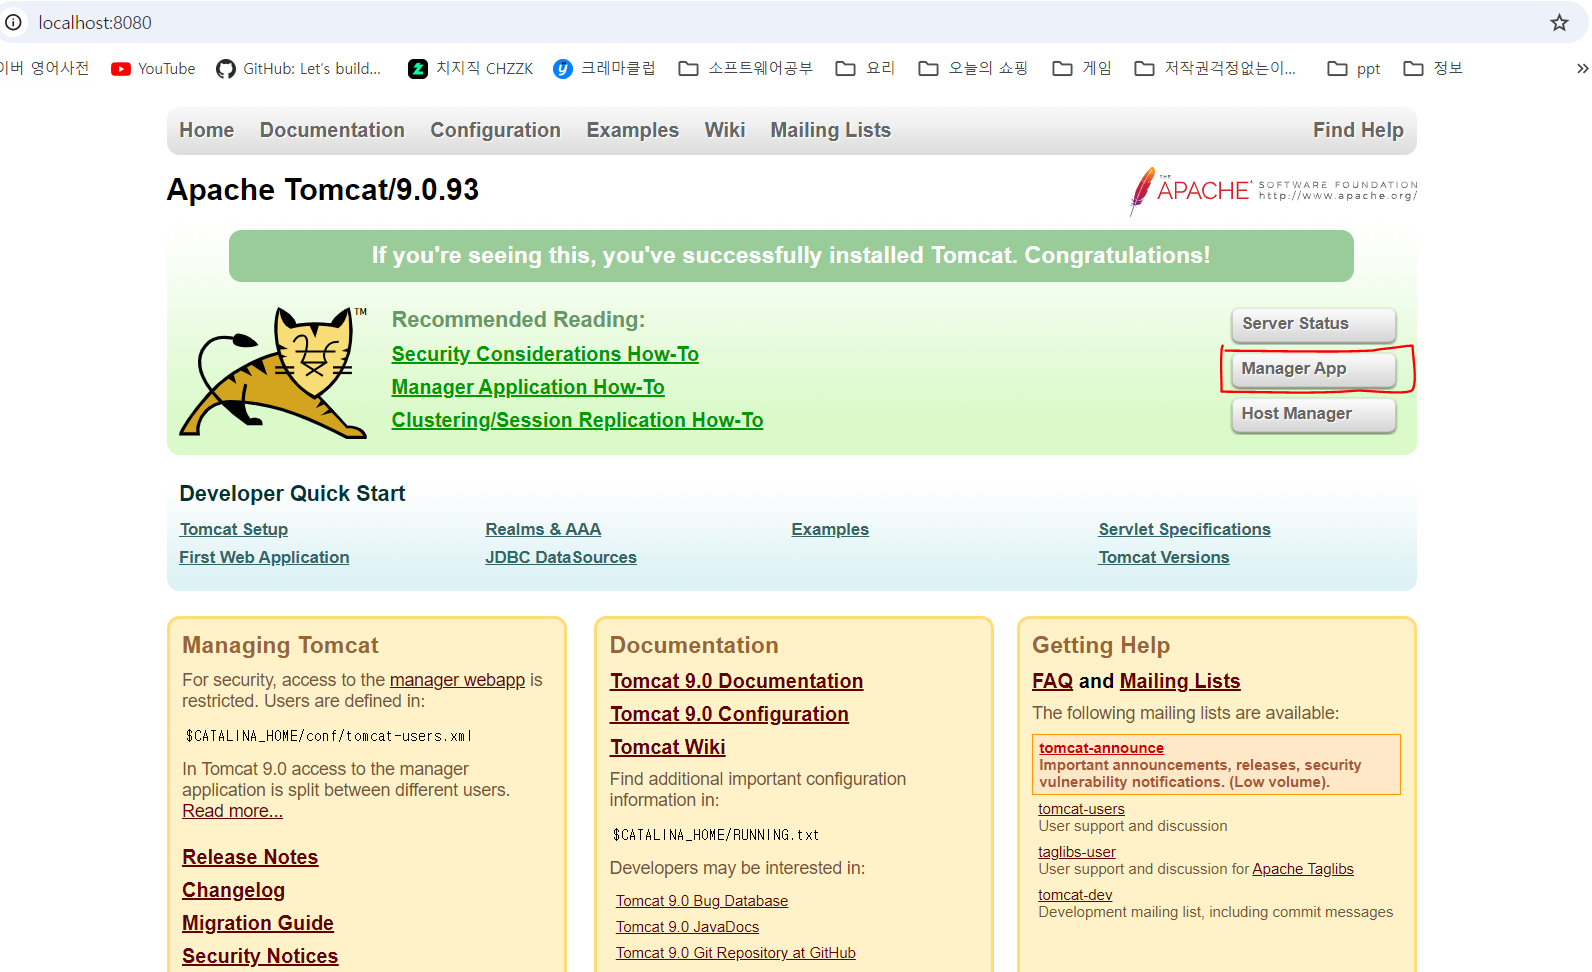 localhost:8080
이버 영어사전 YouTube GitHub: Let's build... 치지직 CHZZK 크레마클럽 소프트웨어공부 요리 오늘의 쇼핑 게임 저작권걱정없는이... ppt 정보 »
Home Documentation Configuration Examples Wiki Mailing Lists Find Help
Apache Tomcat/9.0.93
THE APACHE SOFTWARE FOUNDATION
http://www.apache.org/
If you're seeing this, you've successfully installed Tomcat. Congratulations!
TM
Recommended Reading:
Security Considerations How-To
Manager Application How-To
Clustering/Session Replication How-To
Server Status
Manager App
Host Manager
Developer Quick Start
Tomcat Setup Realms & AAA Examples Servlet Specifications
First Web Application JDBC DataSources Tomcat Versions
Managing Tomcat
For security, access to the manager webapp is
restricted. Users are defined in:
$CATALINA_HOME/conf/tomcat-users.xml
In Tomcat 9.0 access to the manager
application is split between different users.
Read more...
Release Notes
Changelog
Migration Guide
Security Notices
Documentation
Tomcat 9.0 Documentation
Tomcat 9.0 Configuration
Tomcat Wiki
Find additional important configuration
information in:
$CATALINA_HOME/RUNNING.txt
Developers may be interested in:
Tomcat 9.0 Bug Database
Tomcat 9.0 JavaDocs
Tomcat 9.0 Git Repository at GitHub
Getting Help
FAQ and Mailing Lists
The following mailing lists are available:
tomcat-announce
Important announcements, releases, security
vulnerability notifications. (Low volume).
tomcat-users
User support and discussion
taglibs-user
User support and discussion for Apache Taglibs
tomcat-dev
Development mailing list, including commit messages